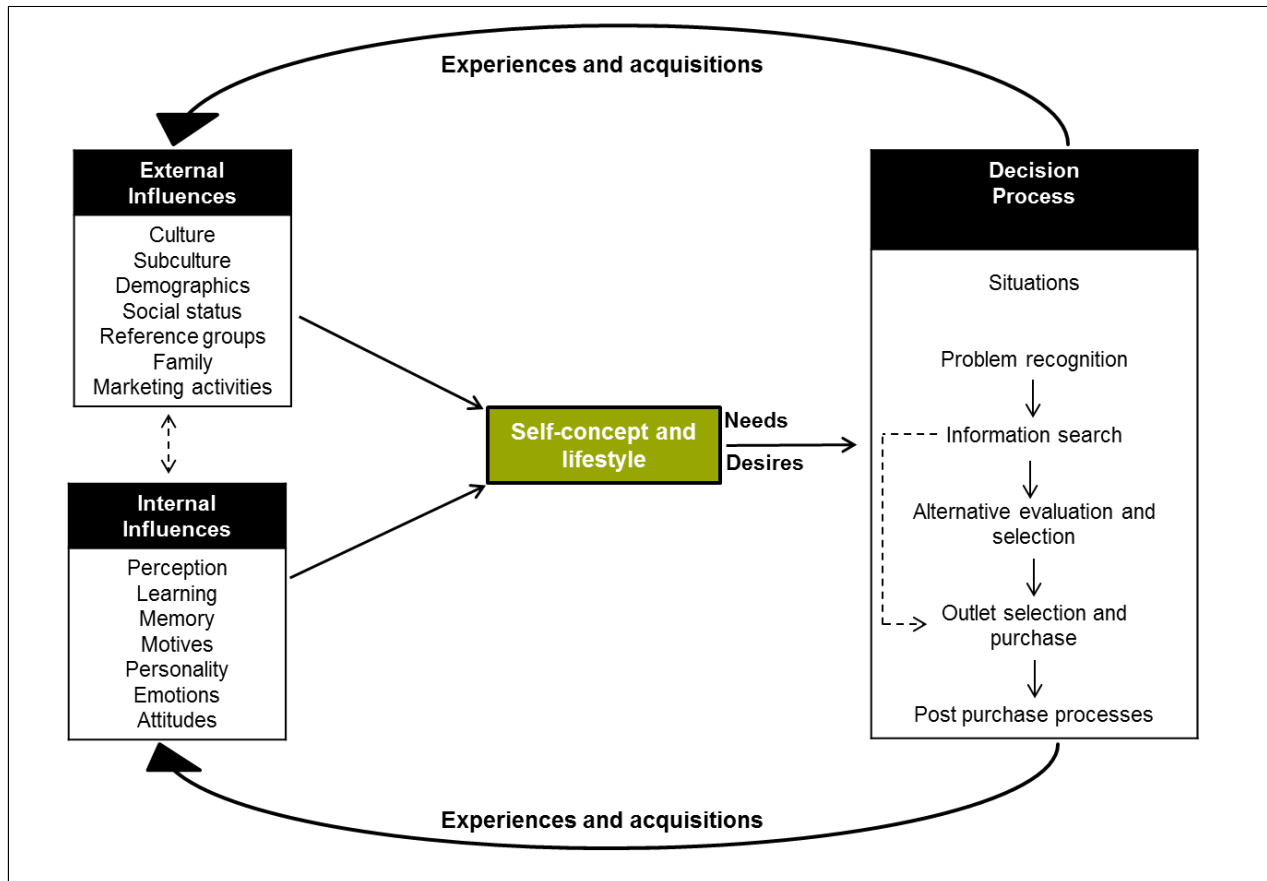 Experiences and acquisitions
External
Influences
Culture
Subculture
Demographics
Social status
Reference groups
Family
Marketing activities
Internal
Influences
Perception
Learning
Memory
Motives
Personality
Emotions
Attitudes
Self-concept and
lifestyle
Needs
Desires
Decision
Process
Situations
Problem recognition
Information search
Alternative evaluation and
selection
Outlet selection and
purchase
Post purchase processes
Experiences and acquisitions